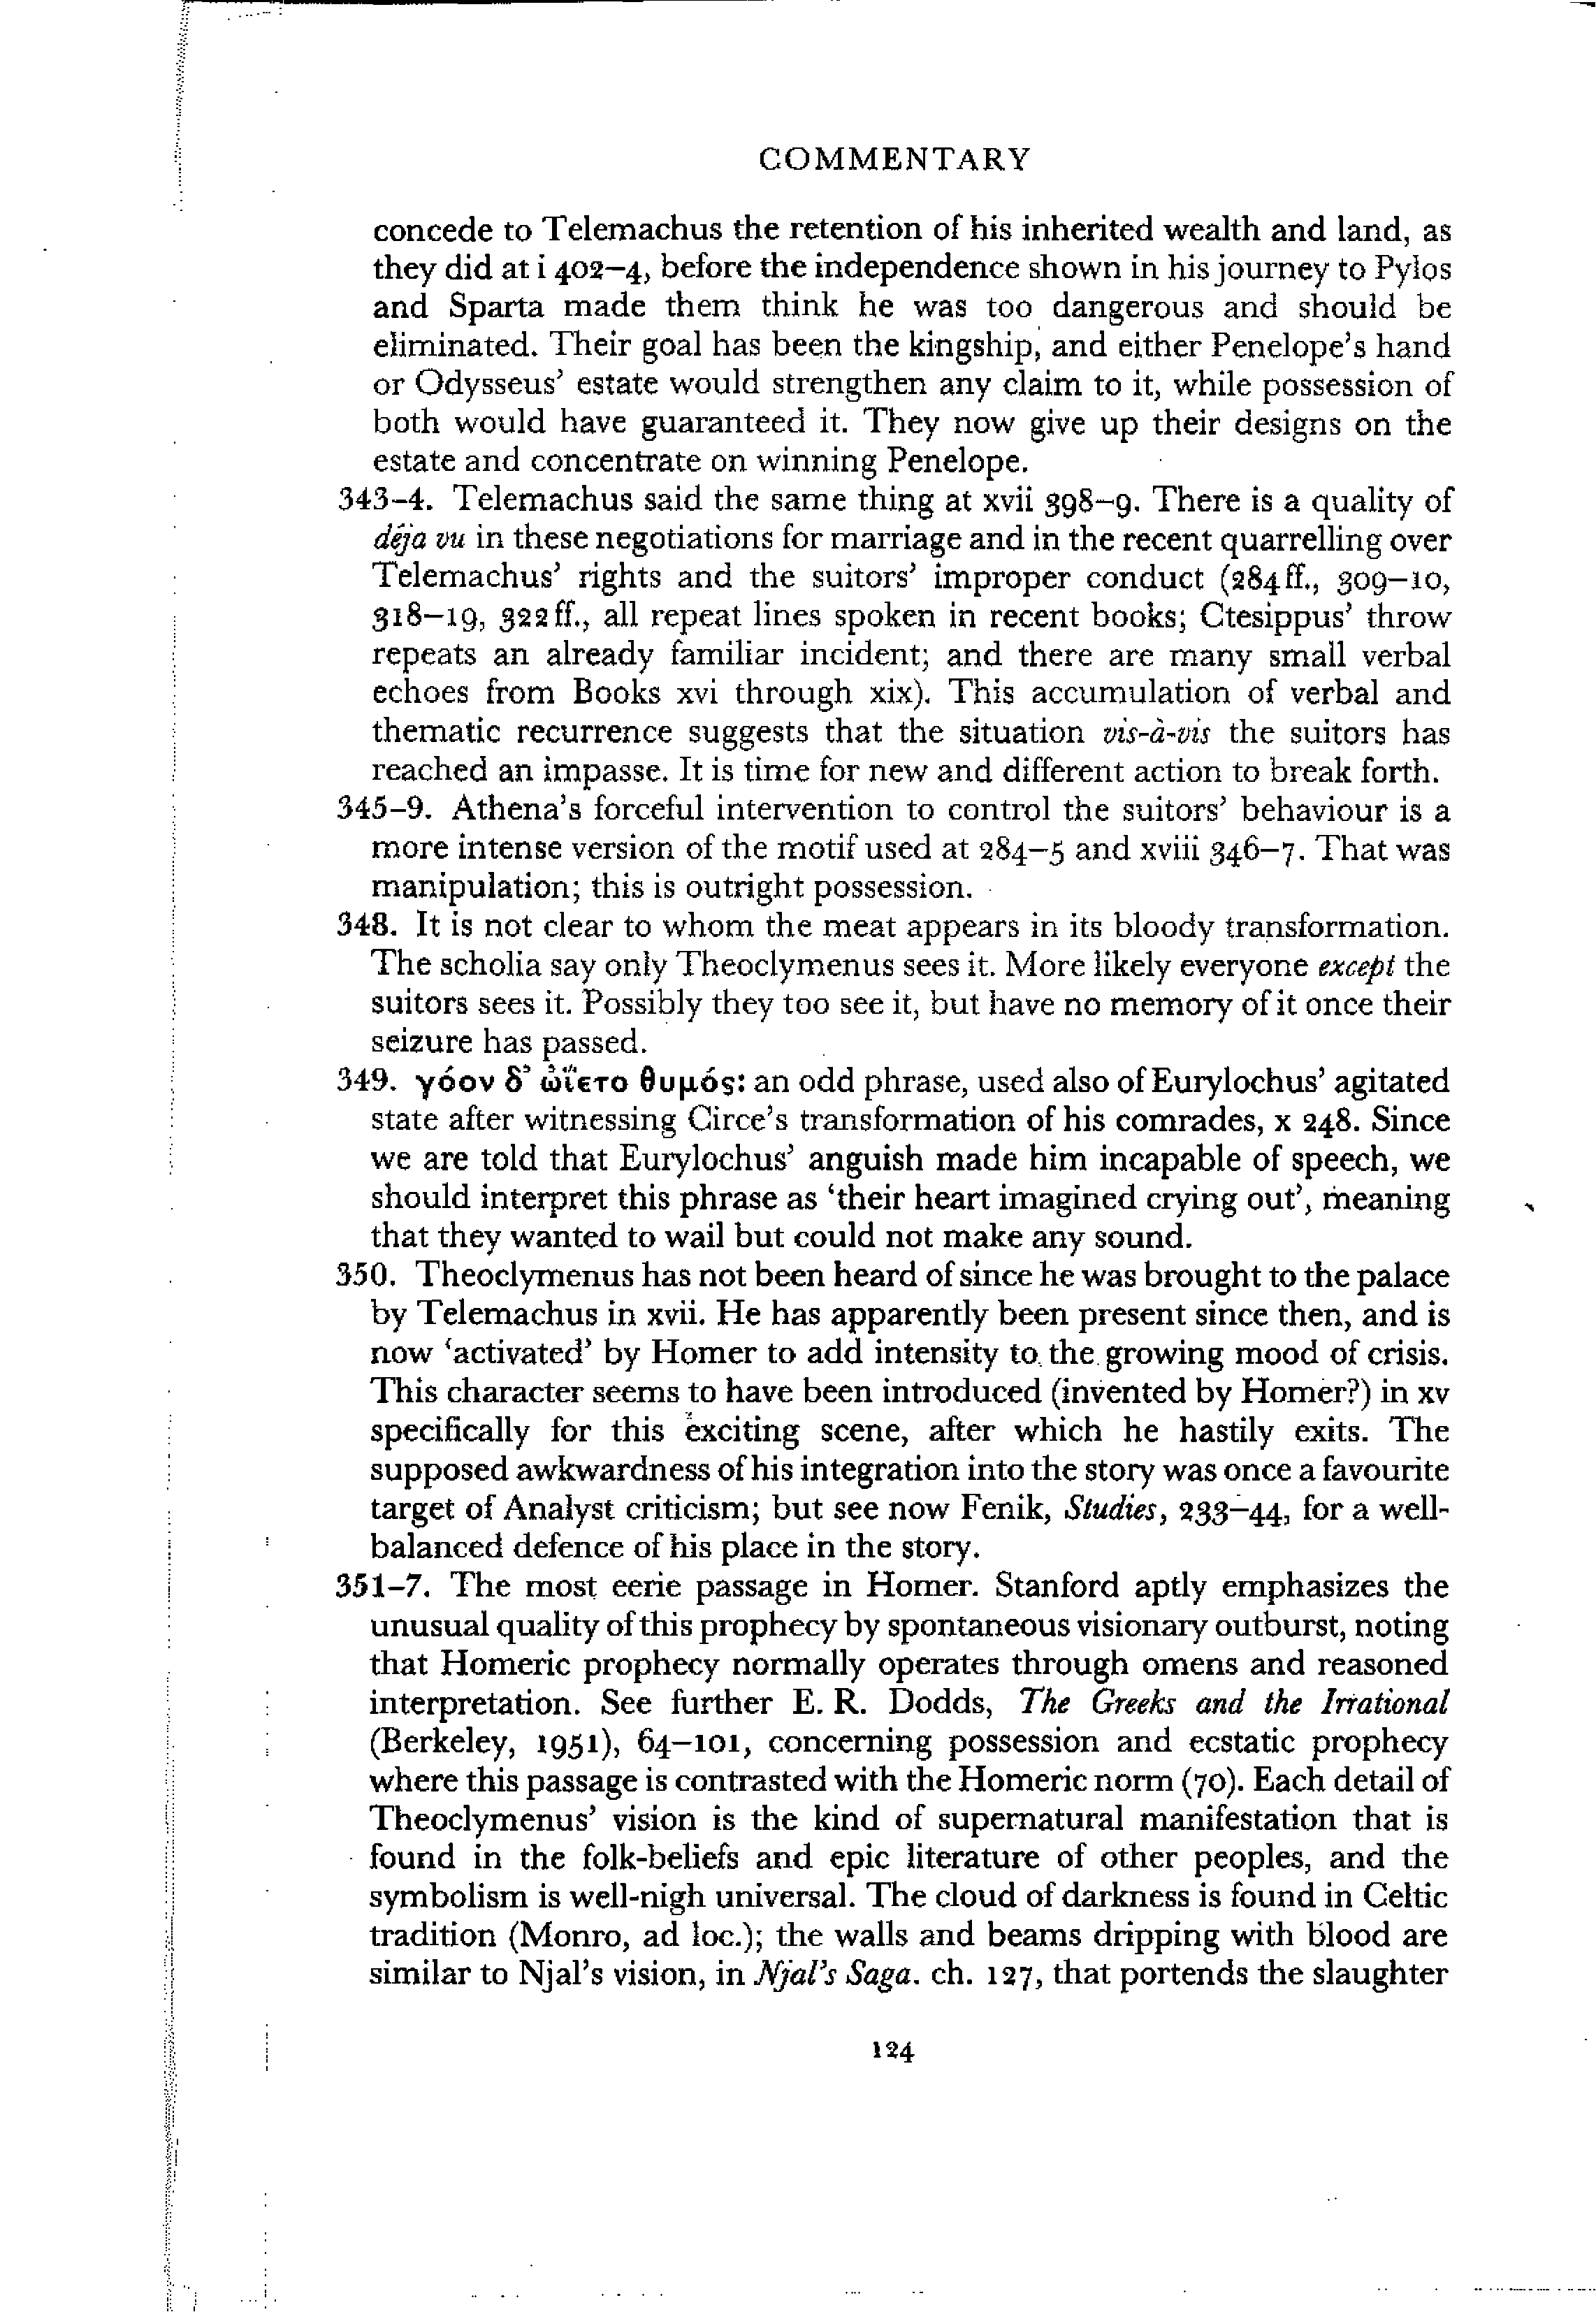 COMMENTARY
concede to Telemachus the retention of his inherited wealth and land, as
they did at i 402–4, before the independence shown in his journey to Pylos
and Sparta made them think he was too dangerous and should be
eliminated. Their goal has been the kingship, and either Penelope's hand
or Odysseus' estate would strengthen any claim to it, while possession of
both would have guaranteed it. They now give up their designs on the
estate and concentrate on winning Penelope.
343–4. Telemachus said the same thing at xvii 398–9. There is a quality of
déja vu in these negotiations for marriage and in the recent quarrelling over
Telemachus' rights and the suitors' improper conduct (284 ff., 309–10,
318–19, 322 ff., all repeat lines spoken in recent books; Ctesippus' throw
repeats an already familiar incident; and there are many small verbal
echoes from Books xvi through xix). This accumulation of verbal and
thematic recurrence suggests that the situation vis-à-vis the suitors has
reached an impasse. It is time for new and different action to break forth.
345–9. Athena's forceful intervention to control the suitors' behaviour is a
more intense version of the motif used at 284–5 and xviii 346–7. That was
manipulation; this is outright possession.
348. It is not clear to whom the meat appears in its bloody transformation.
The scholia say only Theoclymenus sees it. More likely everyone except the
suitors sees it. Possibly they too see it, but have no memory of it once their
seizure has passed.
349. γόον δ' ὠΐετο θυμός: an odd phrase, used also of Eurylochus' agitated
state after witnessing Circe's transformation of his comrades, x 248. Since
we are told that Eurylochus' anguish made him incapable of speech, we
should interpret this phrase as 'their heart imagined crying out', meaning
that they wanted to wail but could not make any sound.
350. Theoclymenus has not been heard of since he was brought to the palace
by Telemachus in xvii. He has apparently been present since then, and is
now 'activated' by Homer to add intensity to the growing mood of crisis.
This character seems to have been introduced (invented by Homer?) in xv
specifically for this exciting scene, after which he hastily exits. The
supposed awkwardness of his integration into the story was once a favourite
target of Analyst criticism; but see now Fenik, Studies, 233–44, for a well-
balanced defence of his place in the story.
351–7. The most eerie passage in Homer. Stanford aptly emphasizes the
unusual quality of this prophecy by spontaneous visionary outburst, noting
that Homeric prophecy normally operates through omens and reasoned
interpretation. See further E. R. Dodds, The Greeks and the Irrational
(Berkeley, 1951), 64–101, concerning possession and ecstatic prophecy
where this passage is contrasted with the Homeric norm (70). Each detail of
Theoclymenus' vision is the kind of supernatural manifestation that is
found in the folk-beliefs and epic literature of other peoples, and the
symbolism is well-nigh universal. The cloud of darkness is found in Celtic
tradition (Monro, ad loc.); the walls and beams dripping with blood are
similar to Njal's vision, in Njal's Saga. ch. 127, that portends the slaughter
124